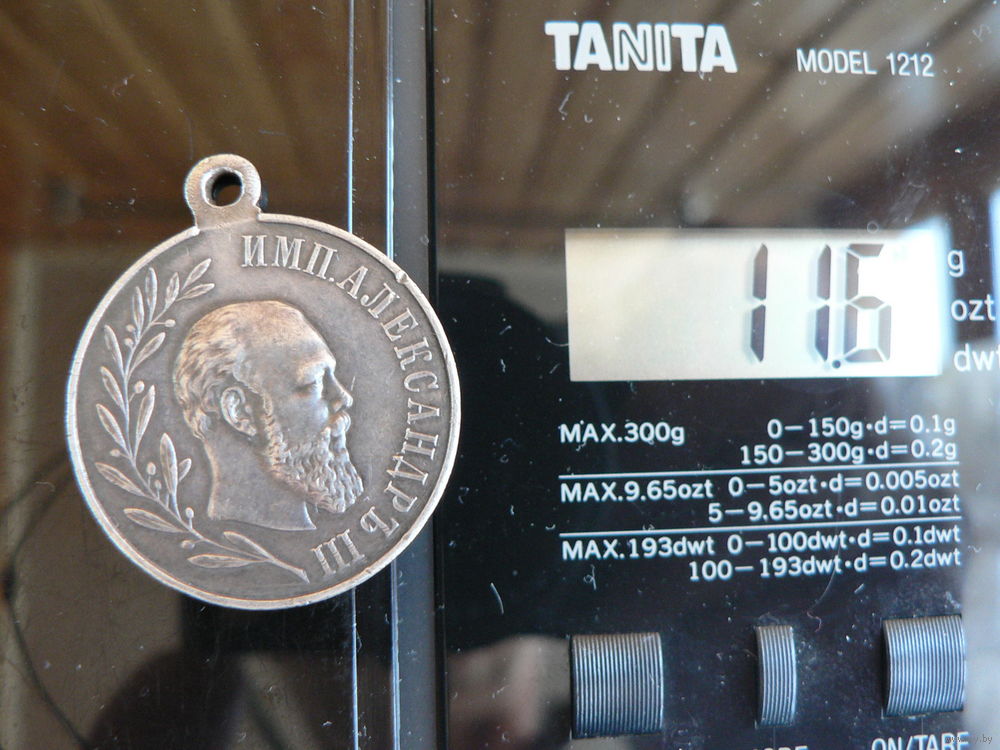 ИМП.АЛЕКСАНДРЪ III
TANITA
MODEL 1212
11.6
g
ozt
dwt
MAX.300g 0–150g·d=0.1g
150–300g·d=0.2g
MAX.9.65ozt 0–5ozt·d=0.005ozt
5–9.65ozt·d=0.01ozt
MAX.193dwt 0–100dwt·d=0.1dwt
100–193dwt·d=0.2dwt
ON/TARE